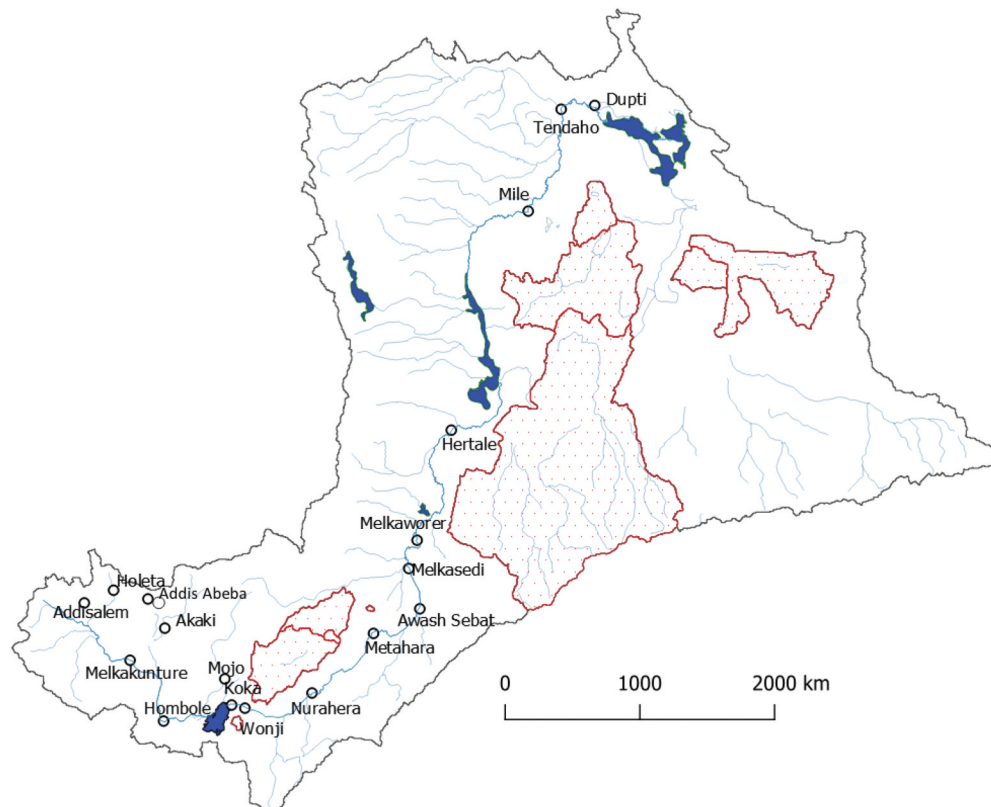 Dupti
Tendaho
Mile
Hertale
Melkaworer
Melkasedi
Holeta
Addis Abeba
Addisalem
Akaki
Awash Sebat
Metahara
Melkakunture
Mojo
Koka
Nurahera
Hombole
Wonji
0 1000 2000 km